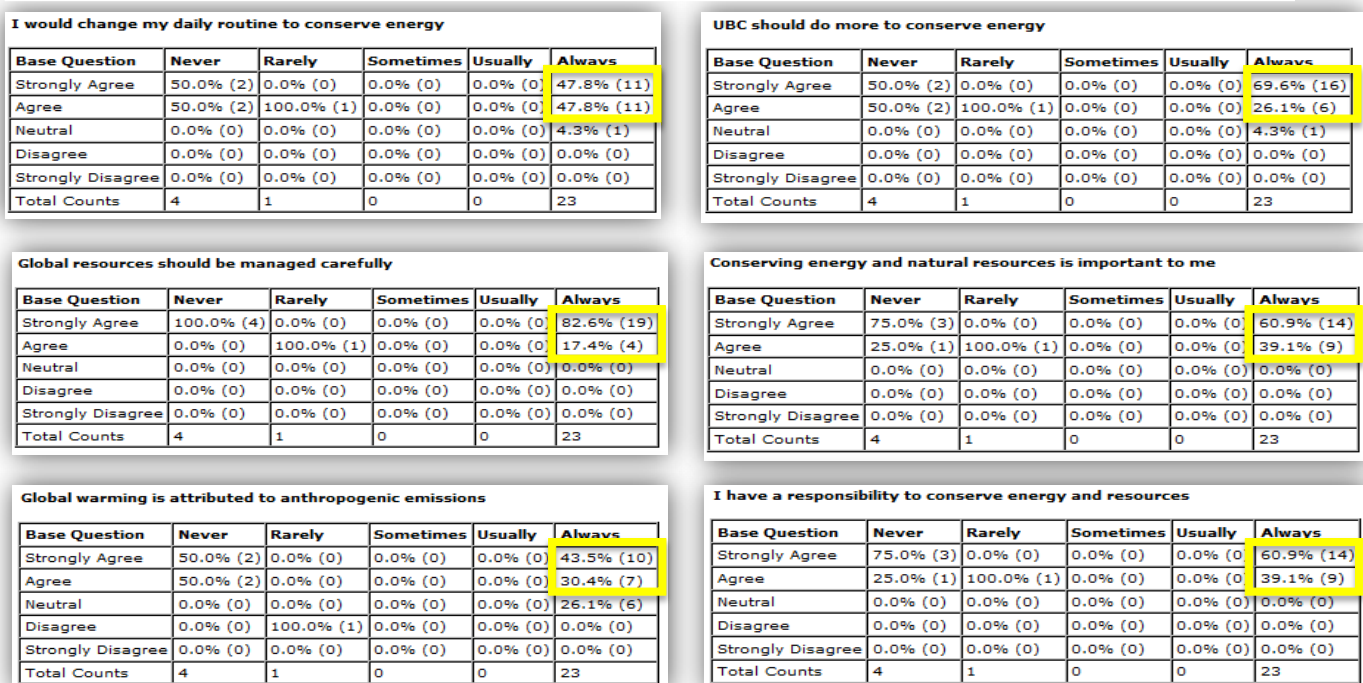 I would change my daily routine to conserve energy
Base Question Never Rarely Sometimes Usually Always
Strongly Agree 50.0% (2) 0.0% (0) 0.0% (0) 0.0% (0) 47.8% (11)
Agree 50.0% (2) 100.0% (1) 0.0% (0) 0.0% (0) 47.8% (11)
Neutral 0.0% (0) 0.0% (0) 0.0% (0) 0.0% (0) 4.3% (1)
Disagree 0.0% (0) 0.0% (0) 0.0% (0) 0.0% (0) 0.0% (0)
Strongly Disagree 0.0% (0) 0.0% (0) 0.0% (0) 0.0% (0) 0.0% (0)
Total Counts 4 1 0 0 23
UBC should do more to conserve energy
Base Question Never Rarely Sometimes Usually Always
Strongly Agree 50.0% (2) 0.0% (0) 0.0% (0) 0.0% (0) 69.6% (16)
Agree 50.0% (2) 100.0% (1) 0.0% (0) 0.0% (0) 26.1% (6)
Neutral 0.0% (0) 0.0% (0) 0.0% (0) 0.0% (0) 4.3% (1)
Disagree 0.0% (0) 0.0% (0) 0.0% (0) 0.0% (0) 0.0% (0)
Strongly Disagree 0.0% (0) 0.0% (0) 0.0% (0) 0.0% (0) 0.0% (0)
Total Counts 4 1 0 0 23
Global resources should be managed carefully
Base Question Never Rarely Sometimes Usually Always
Strongly Agree 100.0% (4) 0.0% (0) 0.0% (0) 0.0% (0) 82.6% (19)
Agree 0.0% (0) 100.0% (1) 0.0% (0) 0.0% (0) 17.4% (4)
Neutral 0.0% (0) 0.0% (0) 0.0% (0) 0.0% (0) 0.0% (0)
Disagree 0.0% (0) 0.0% (0) 0.0% (0) 0.0% (0) 0.0% (0)
Strongly Disagree 0.0% (0) 0.0% (0) 0.0% (0) 0.0% (0) 0.0% (0)
Total Counts 4 1 0 0 23
Conserving energy and natural resources is important to me
Base Question Never Rarely Sometimes Usually Always
Strongly Agree 75.0% (3) 0.0% (0) 0.0% (0) 0.0% (0) 60.9% (14)
Agree 25.0% (1) 100.0% (1) 0.0% (0) 0.0% (0) 39.1% (9)
Neutral 0.0% (0) 0.0% (0) 0.0% (0) 0.0% (0) 0.0% (0)
Disagree 0.0% (0) 0.0% (0) 0.0% (0) 0.0% (0) 0.0% (0)
Strongly Disagree 0.0% (0) 0.0% (0) 0.0% (0) 0.0% (0) 0.0% (0)
Total Counts 4 1 0 0 23
Global warming is attributed to anthropogenic emissions
Base Question Never Rarely Sometimes Usually Always
Strongly Agree 50.0% (2) 0.0% (0) 0.0% (0) 0.0% (0) 43.5% (10)
Agree 50.0% (2) 0.0% (0) 0.0% (0) 0.0% (0) 30.4% (7)
Neutral 0.0% (0) 0.0% (0) 0.0% (0) 0.0% (0) 26.1% (6)
Disagree 0.0% (0) 100.0% (1) 0.0% (0) 0.0% (0) 0.0% (0)
Strongly Disagree 0.0% (0) 0.0% (0) 0.0% (0) 0.0% (0) 0.0% (0)
Total Counts 4 1 0 0 23
I have a responsibility to conserve energy and resources
Base Question Never Rarely Sometimes Usually Always
Strongly Agree 75.0% (3) 0.0% (0) 0.0% (0) 0.0% (0) 60.9% (14)
Agree 25.0% (1) 100.0% (1) 0.0% (0) 0.0% (0) 39.1% (9)
Neutral 0.0% (0) 0.0% (0) 0.0% (0) 0.0% (0) 0.0% (0)
Disagree 0.0% (0) 0.0% (0) 0.0% (0) 0.0% (0) 0.0% (0)
Strongly Disagree 0.0% (0) 0.0% (0) 0.0% (0) 0.0% (0) 0.0% (0)
Total Counts 4 1 0 0 23